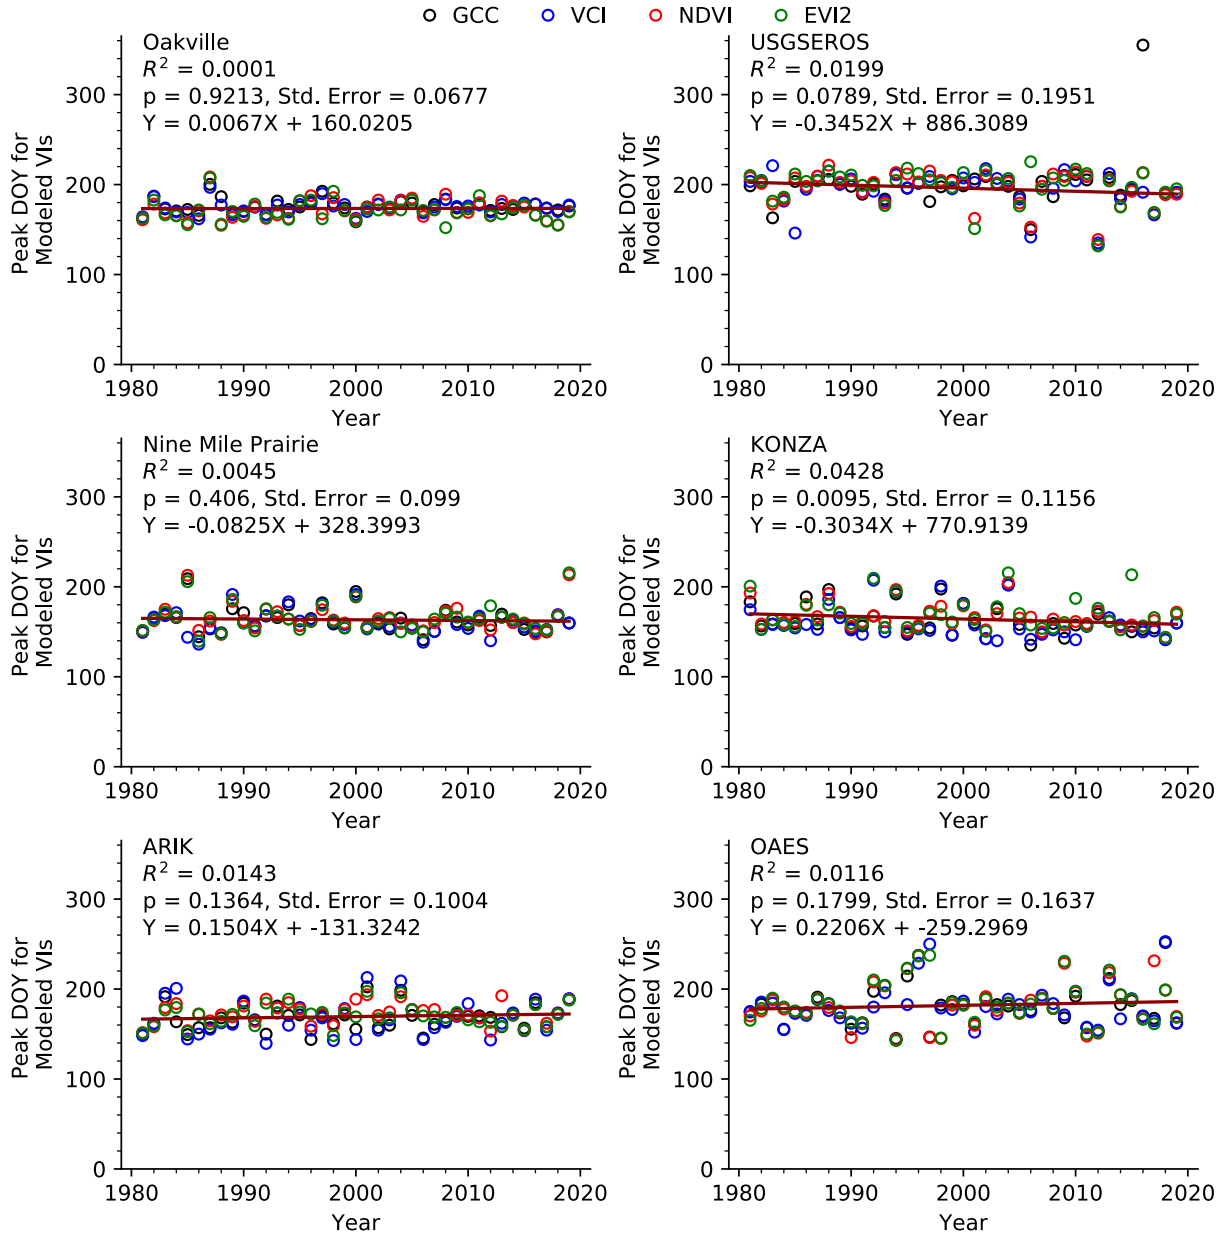 GCC VCI NDVI EVI2
Oakville
R² = 0.0001
p = 0.9213, Std. Error = 0.0677
Y = 0.0067X + 160.0205
300
200
100
0
Peak DOY for
Modeled VIs
1980 1990 2000 2010 2020
Year
USGSEROS
R² = 0.0199
p = 0.0789, Std. Error = 0.1951
Y = -0.3452X + 886.3089
300
200
100
0
Peak DOY for
Modeled VIs
1980 1990 2000 2010 2020
Year
Nine Mile Prairie
R² = 0.0045
p = 0.406, Std. Error = 0.099
Y = -0.0825X + 328.3993
300
200
100
0
Peak DOY for
Modeled VIs
1980 1990 2000 2010 2020
Year
KONZA
R² = 0.0428
p = 0.0095, Std. Error = 0.1156
Y = -0.3034X + 770.9139
300
200
100
0
Peak DOY for
Modeled VIs
1980 1990 2000 2010 2020
Year
ARIK
R² = 0.0143
p = 0.1364, Std. Error = 0.1004
Y = 0.1504X + -131.3242
300
200
100
0
Peak DOY for
Modeled VIs
1980 1990 2000 2010 2020
Year
OAES
R² = 0.0116
p = 0.1799, Std. Error = 0.1637
Y = 0.2206X + -259.2969
300
200
100
0
Peak DOY for
Modeled VIs
1980 1990 2000 2010 2020
Year